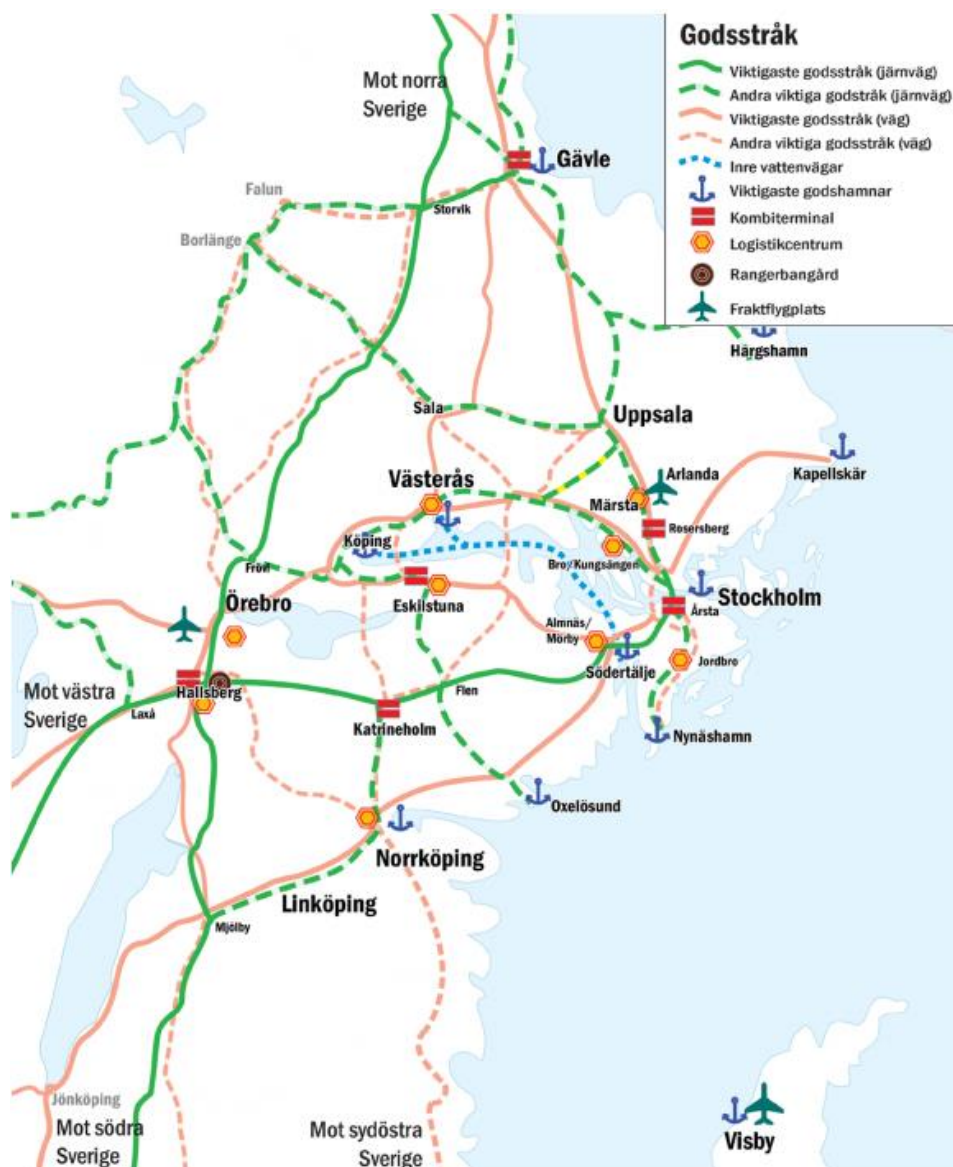 Godsstråk
Viktigaste godsstråk (järnväg)
Andra viktiga godstråk (järnväg)
Viktigaste godsstråk (väg)
Andra viktiga godsstråk (väg)
Inre vattenvägar
Viktigaste godshamnar
Kombiterminal
Logistikcentrum
Rangerbangård
Fraktflygplats
Mot norra
Sverige
Gävle
Falun
Storvik
Borlänge
Härgshamn
Sala
Uppsala
Arlanda
Kapellskär
Västerås
Märsta
Rosersberg
Köping
Bro/Kungsängen
Frövi
Örebro
Eskilstuna
Stockholm
Årsta
Almnäs/
Mörby
Södertälje
Jordbro
Mot västra
Sverige
Hallsberg
Flen
Laxå
Katrineholm
Nynäshamn
Oxelösund
Norrköping
Linköping
Mjölby
Jönköping
Mot södra
Sverige
Mot sydöstra
Sverige
Visby